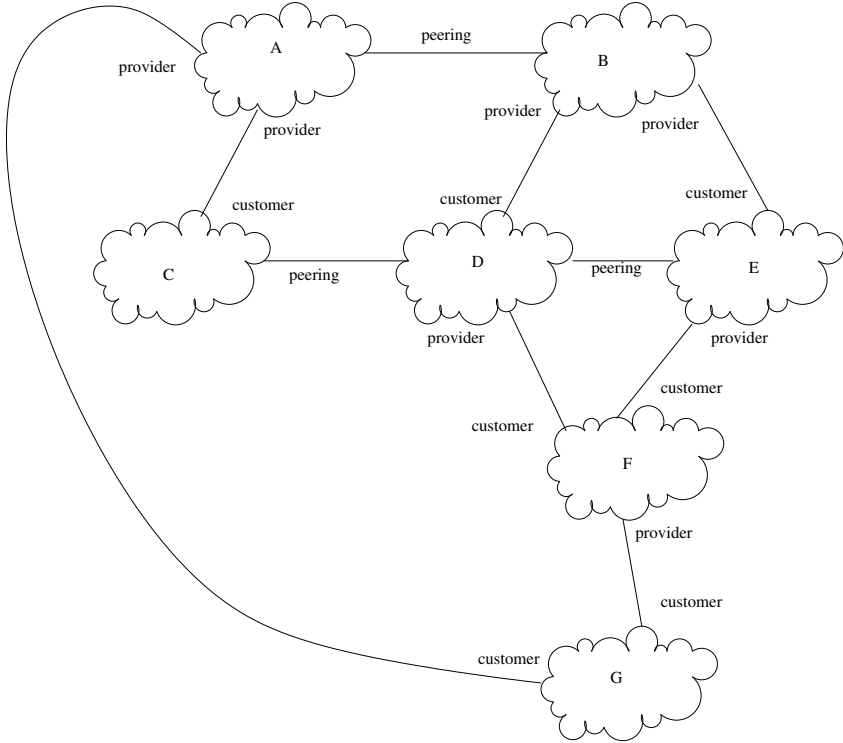 peering
A
B
provider
provider
provider
provider
customer
customer
customer
C
peering
D
peering
E
provider
provider
customer
customer
F
provider
customer
customer
G